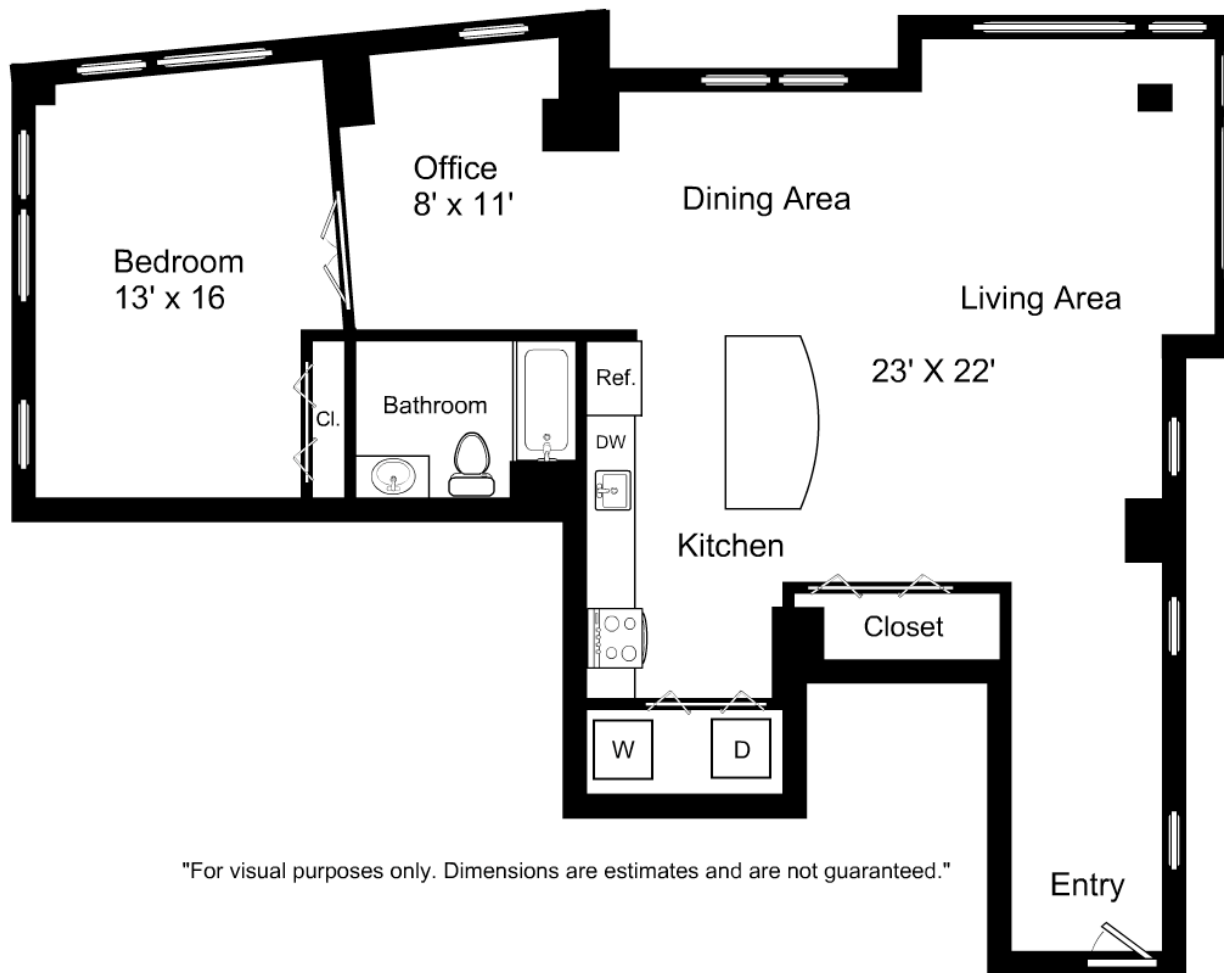 Office
8' x 11'
Dining Area
Bedroom
13' x 16
Living Area
23' X 22'
Ref.
Bathroom
Cl.
DW
Kitchen
Closet
W
D
"For visual purposes only. Dimensions are estimates and are not guaranteed."
Entry